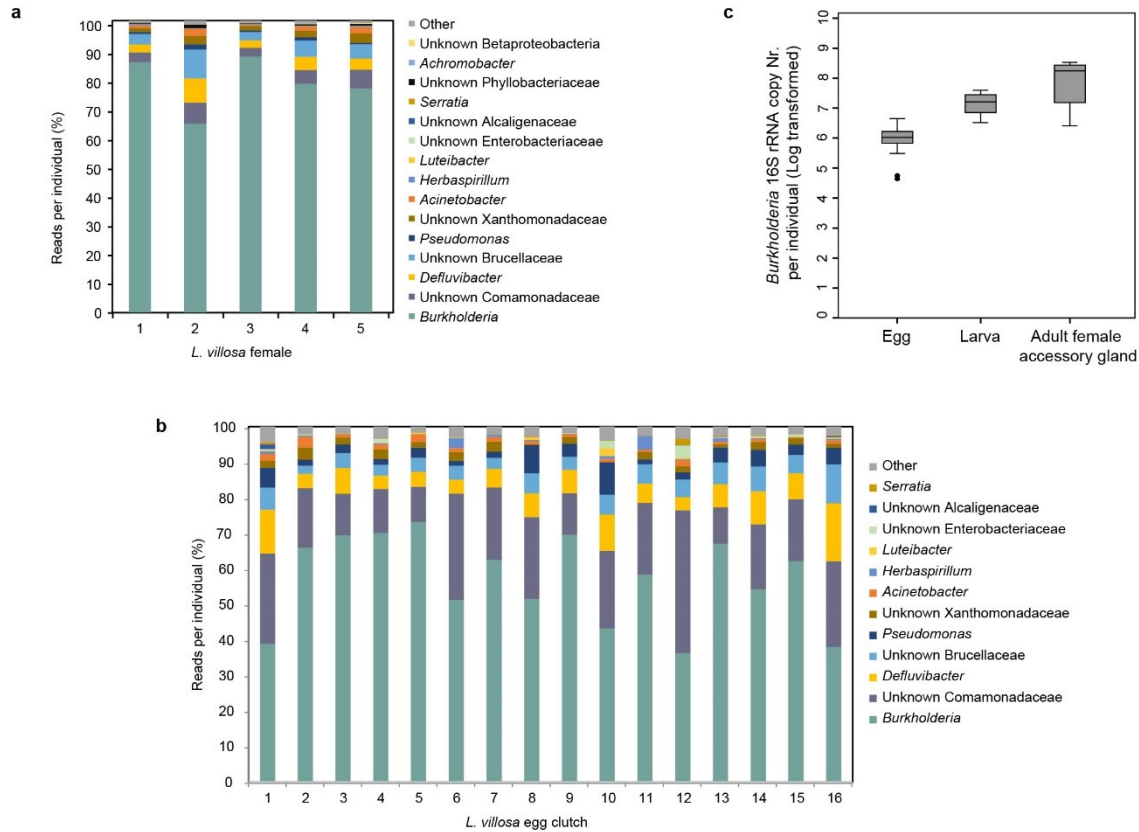 a
Reads per individual (%)
100
90
80
70
60
50
40
30
20
10
0
1 2 3 4 5
L. villosa female
Other
Unknown Betaproteobacteria
Achromobacter
Unknown Phyllobacteriaceae
Serratia
Unknown Alcaligenaceae
Unknown Enterobacteriaceae
Luteibacter
Herbaspirillum
Acinetobacter
Unknown Xanthomonadaceae
Pseudomonas
Unknown Brucellaceae
Defluvibacter
Unknown Comamonadaceae
Burkholderia
c
Burkholderia 16S rRNA copy Nr.
per individual (Log transformed)
10
9
8
7
6
5
4
3
2
1
0
Egg Larva Adult female
accessory gland
b
Reads per individual (%)
100
90
80
70
60
50
40
30
20
10
0
1 2 3 4 5 6 7 8 9 10 11 12 13 14 15 16
L. villosa egg clutch
Other
Serratia
Unknown Alcaligenaceae
Unknown Enterobacteriaceae
Luteibacter
Herbaspirillum
Acinetobacter
Unknown Xanthomonadaceae
Pseudomonas
Unknown Brucellaceae
Defluvibacter
Unknown Comamonadaceae
Burkholderia